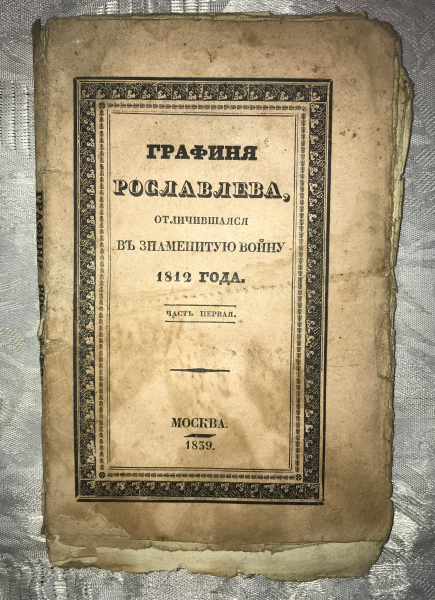 ГРАФИНЯ
РОСЛАВЛЕВА,
ОТЛИЧИВШАЯСЯ
ВЪ ЗНАМЕНИТУЮ ВОЙНУ
1812 ГОДА.
ЧАСТЬ ПЕРВАЯ.
МОСКВА.
1839.